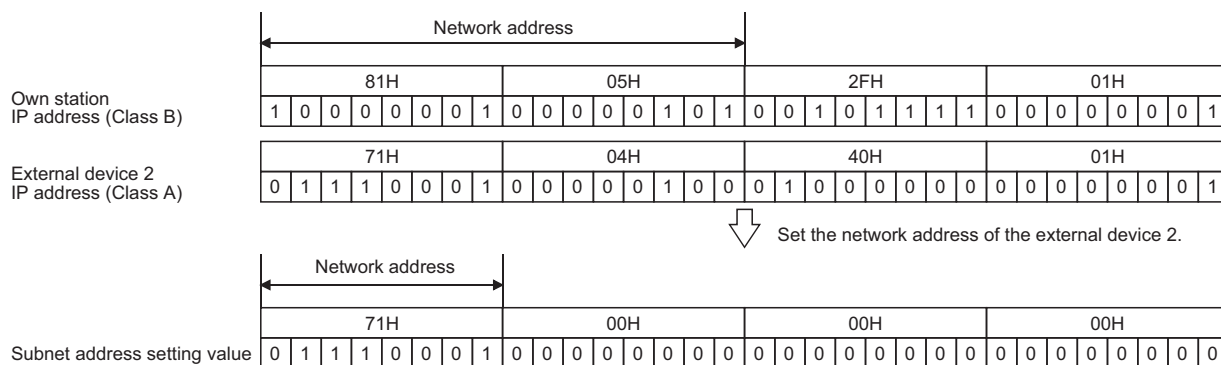 Network address
81H 05H 2FH 01H
Own station
IP address (Class B)
1 0 0 0 0 0 0 1 0 0 0 0 0 1 0 1 0 0 1 0 1 1 1 1 0 0 0 0 0 0 0 1
71H 04H 40H 01H
External device 2
IP address (Class A)
0 1 1 1 0 0 0 1 0 0 0 0 0 1 0 0 0 1 0 0 0 0 0 0 0 0 0 0 0 0 0 1
Set the network address of the external device 2.
Network address
71H 00H 00H 00H
Subnet address setting value 0 1 1 1 0 0 0 1 0 0 0 0 0 0 0 0 0 0 0 0 0 0 0 0 0 0 0 0 0 0 0 0